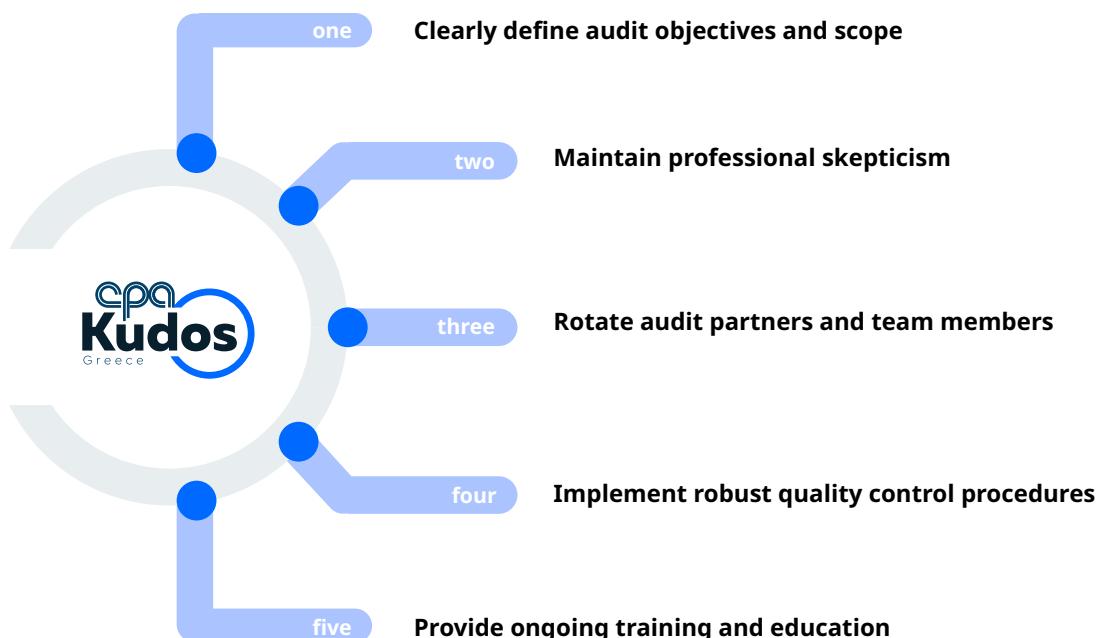 one
Clearly define audit objectives and scope
two
Maintain professional skepticism
cpa
Kudos
Greece
three
Rotate audit partners and team members
four
Implement robust quality control procedures
five
Provide ongoing training and education